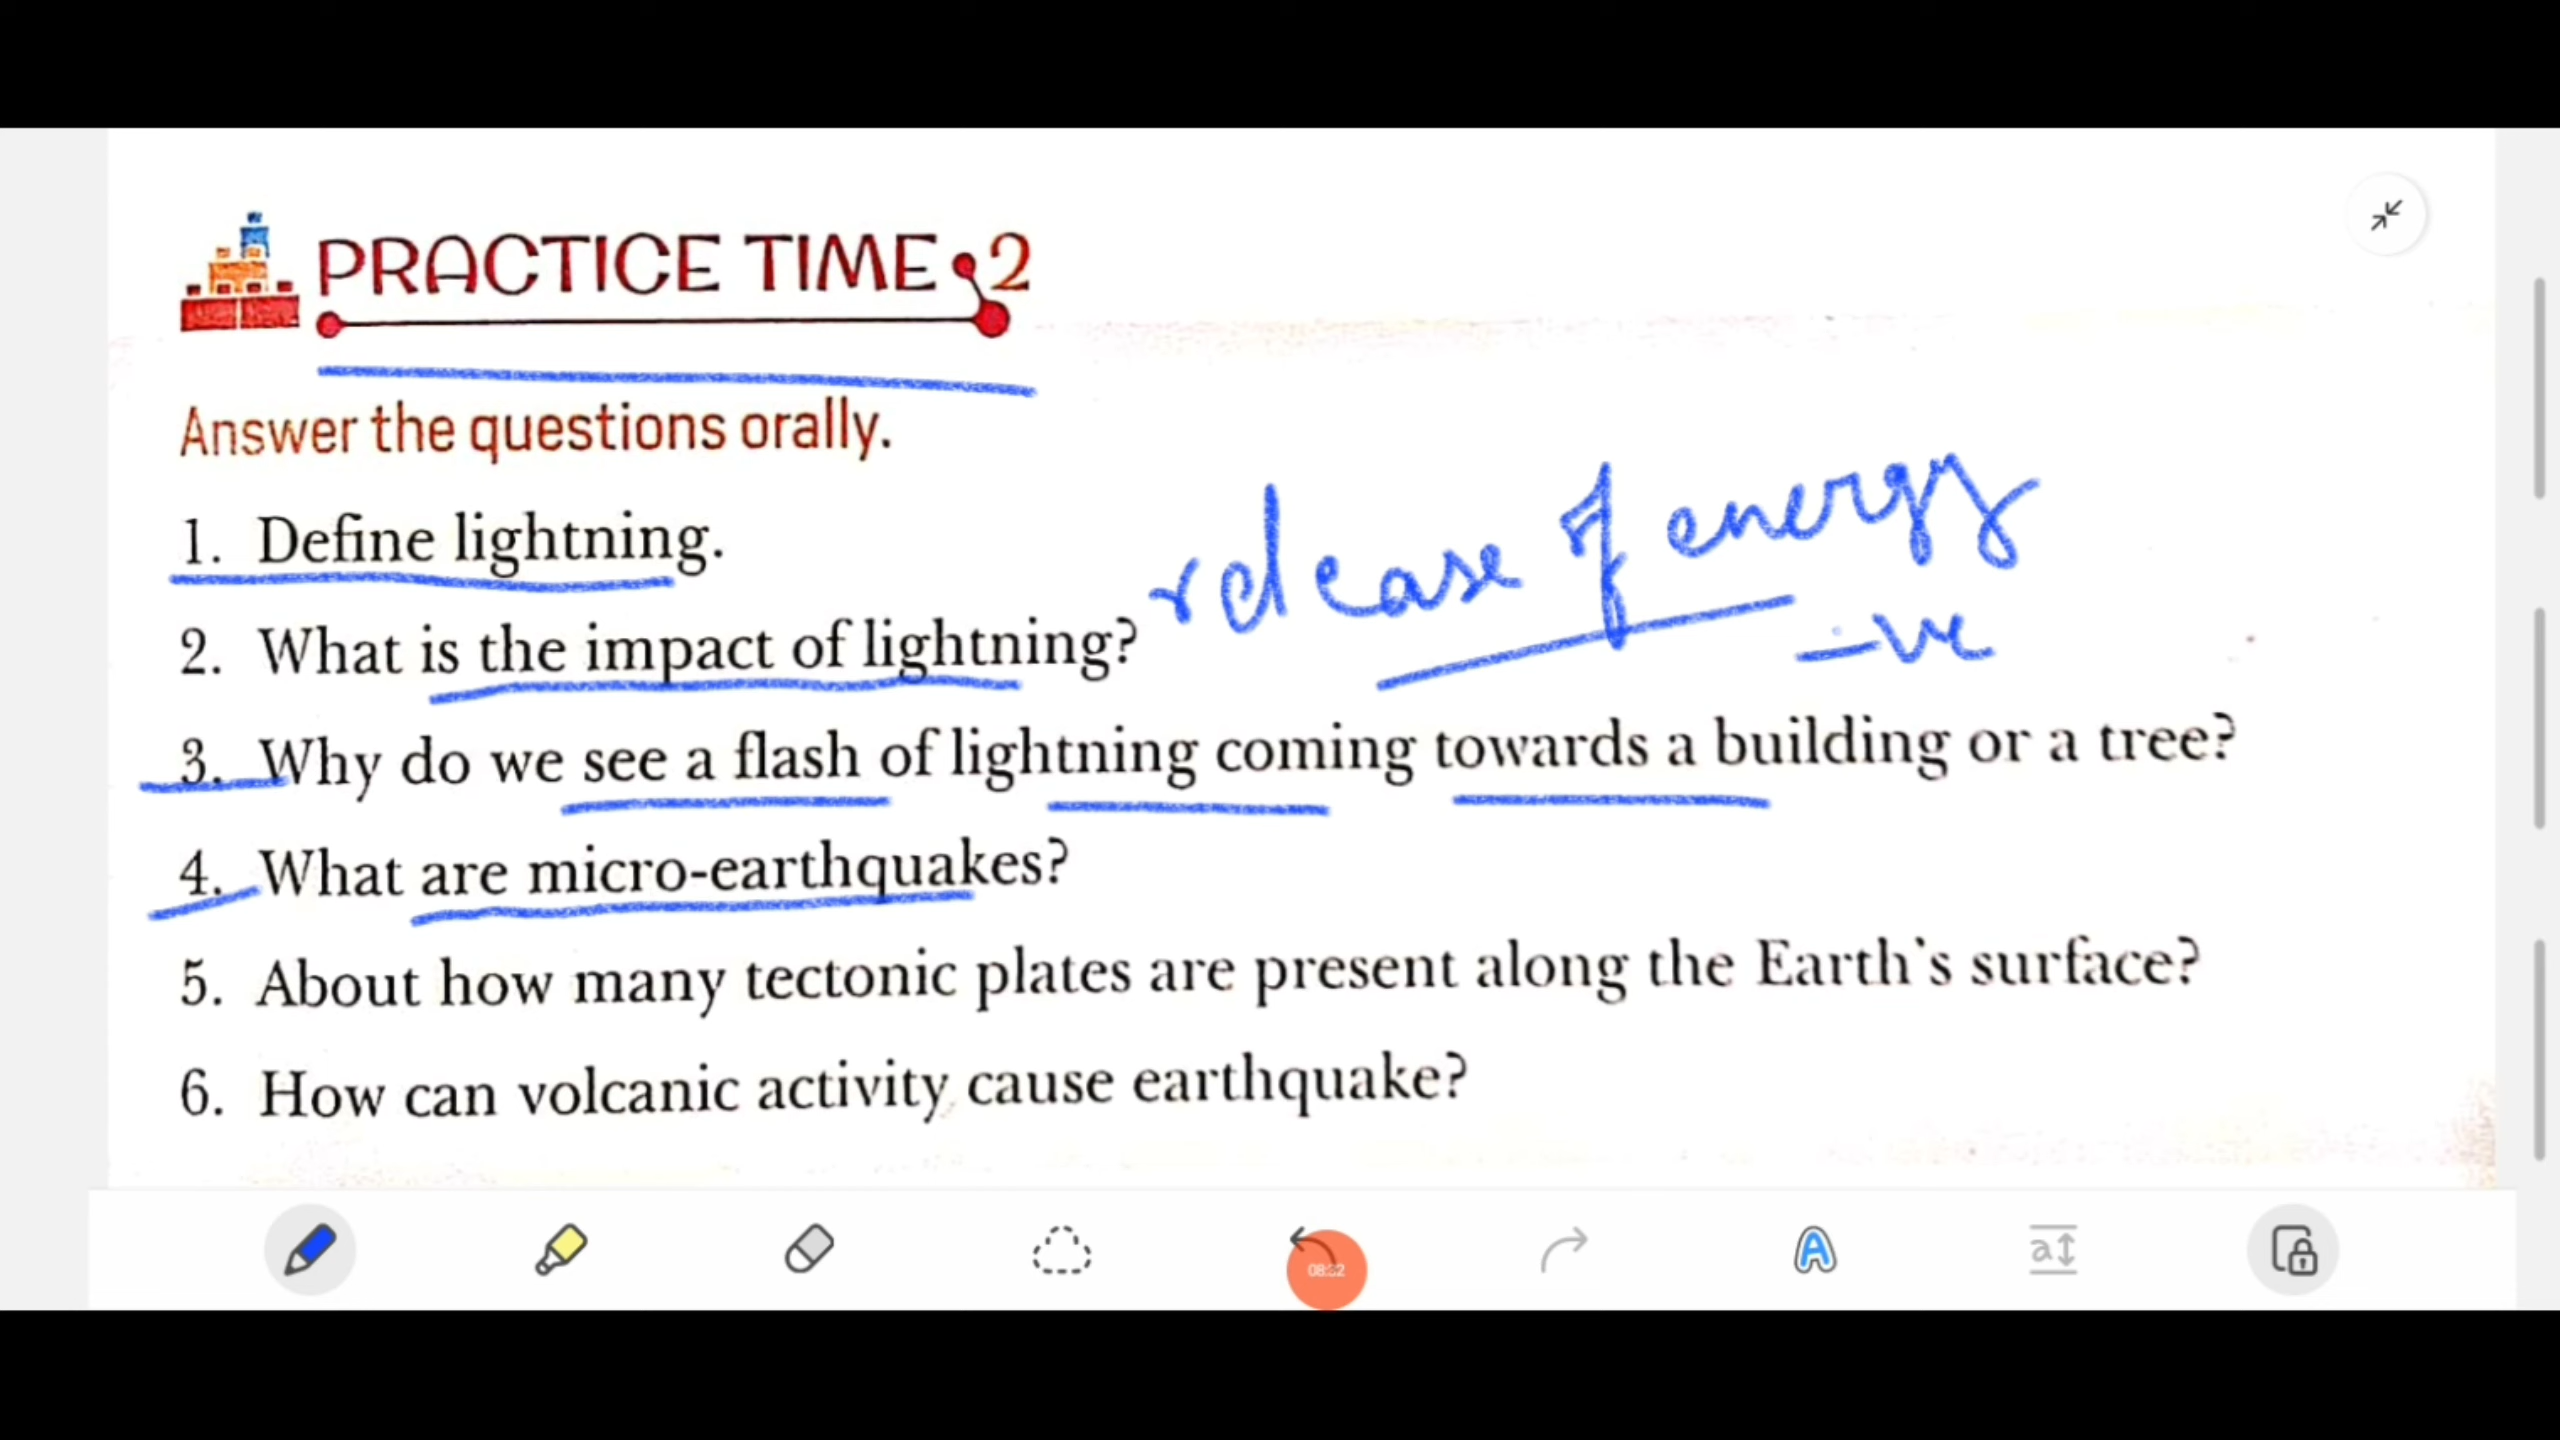 PRACTICE TIME 2
Answer the questions orally.
1. Define lightning.
release of energy
2. What is the impact of lightning?
-ve
3. Why do we see a flash of lightning coming towards a building or a tree?
4. What are micro-earthquakes?
5. About how many tectonic plates are present along the Earth's surface?
6. How can volcanic activity cause earthquake?
A
a
08:32